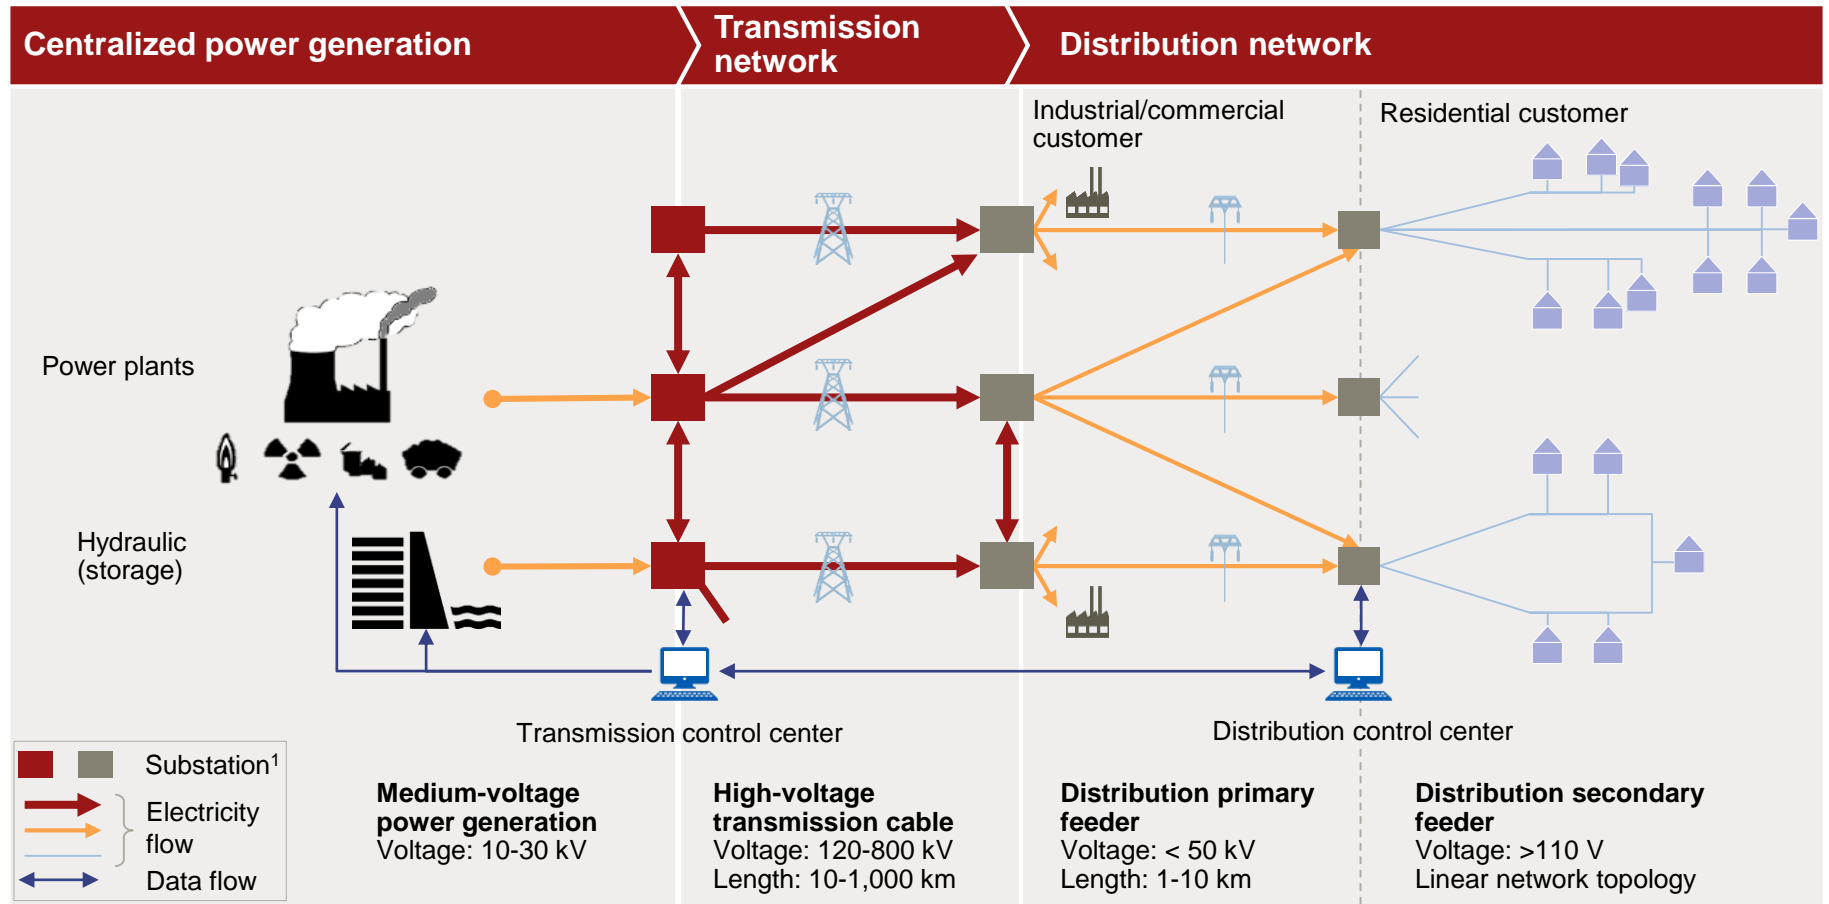 Centralized power generation
Transmission
network
Distribution network
Industrial/commercial
customer
Residential customer
Power plants
Hydraulic
(storage)
Transmission control center
Distribution control center
Substation1
Electricity
flow
Data flow
Medium-voltage
power generation
Voltage: 10-30 kV
High-voltage
transmission cable
Voltage: 120-800 kV
Length: 10-1,000 km
Distribution primary
feeder
Voltage: < 50 kV
Length: 1-10 km
Distribution secondary
feeder
Voltage: >110 V
Linear network topology